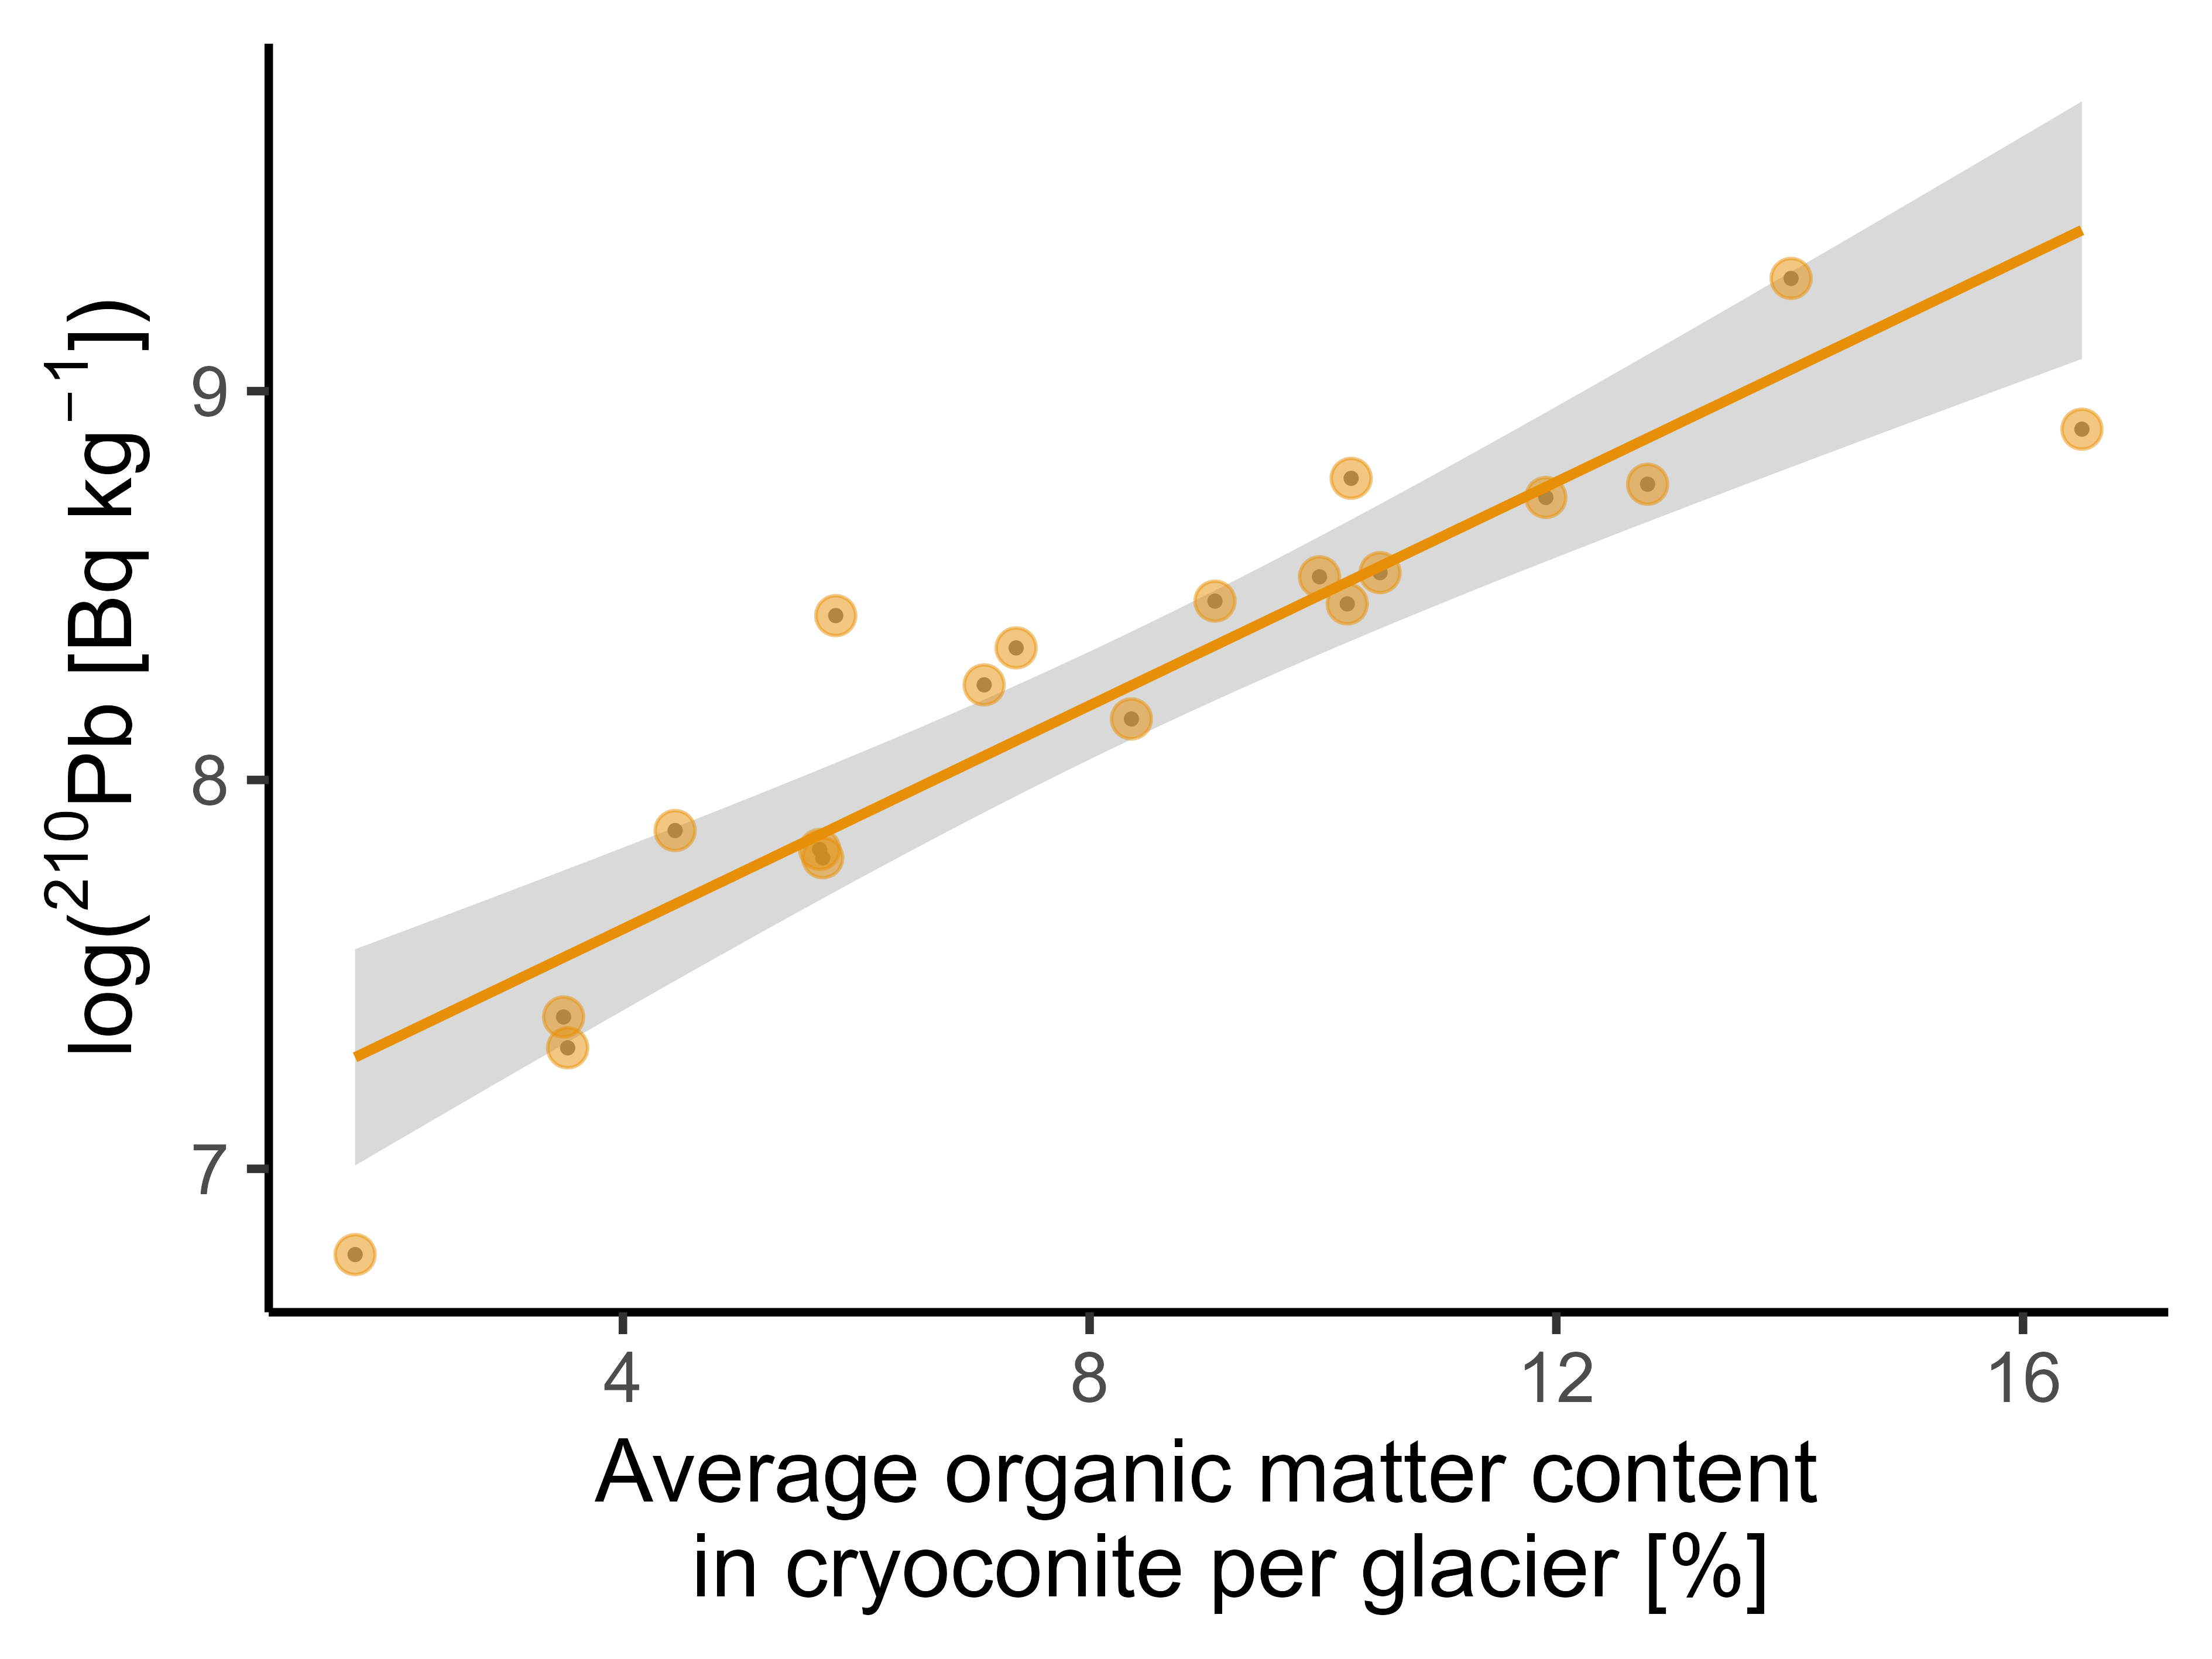 log(²¹⁰Pb [Bq kg⁻¹])
9
8
7
4 8 12 16
Average organic matter content
in cryoconite per glacier [%]